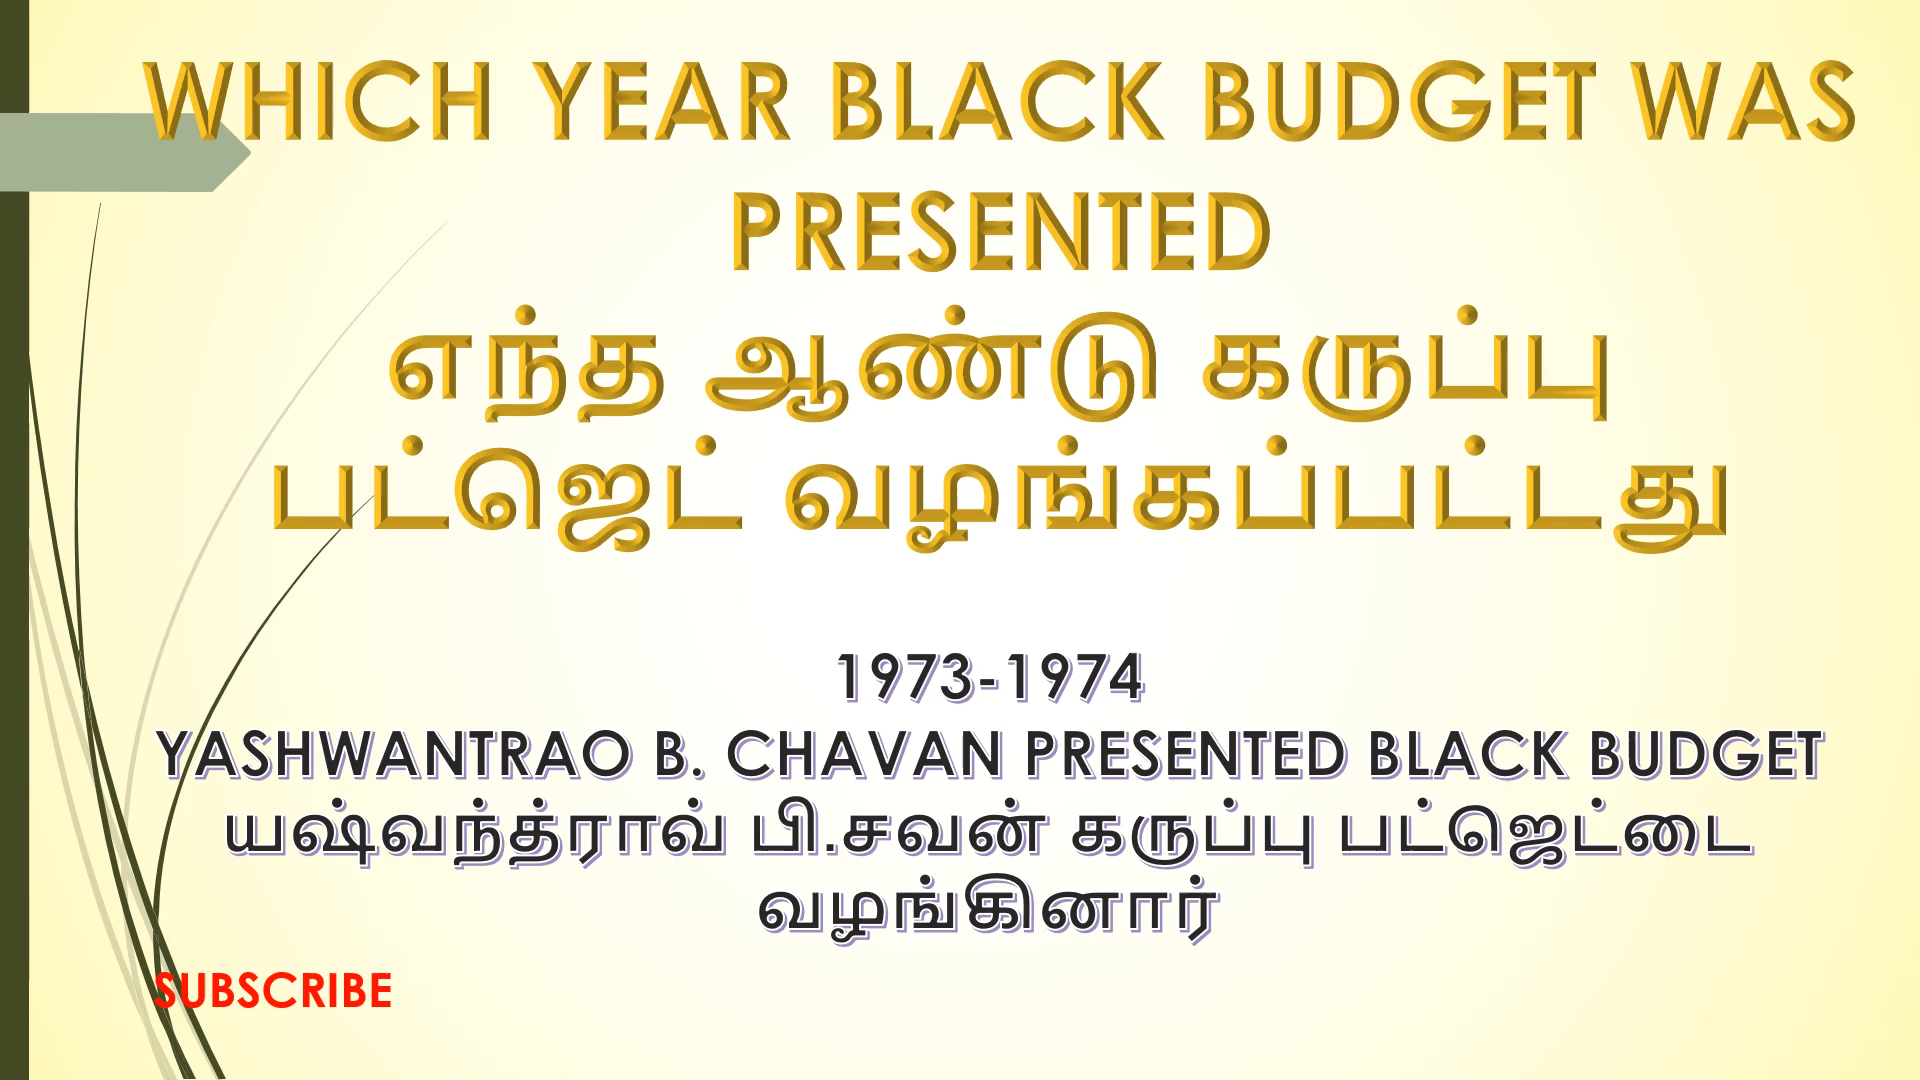 WHICH YEAR BLACK BUDGET WAS
PRESENTED
எந்த ஆண்டு கருப்பு
பட்ஜெட் வழங்கப்பட்டது
1973-1974
YASHWANTRAO B. CHAVAN PRESENTED BLACK BUDGET
யஷ்வந்த்ராவ் பி.சவன் கருப்பு பட்ஜெட்டை
வழங்கினார்
SUBSCRIBE